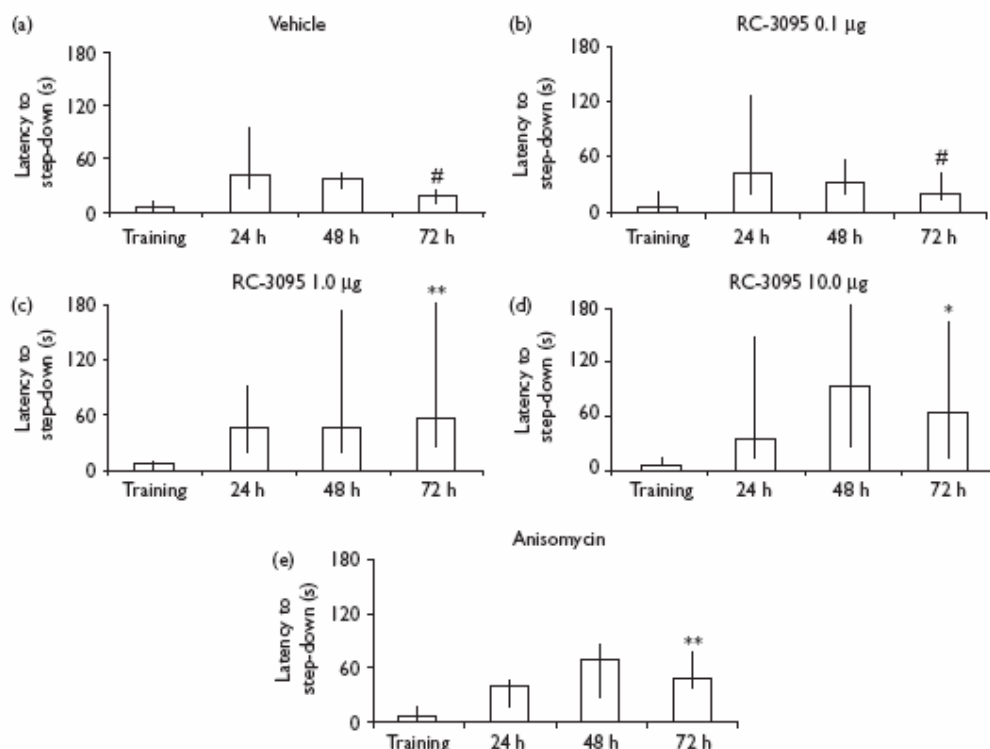 (a) Vehicle
Latency to
step-down (s)
180
120
60
0
#
Training 24 h 48 h 72 h
(b) RC-3095 0.1 μg
Latency to
step-down (s)
180
120
60
0
#
Training 24 h 48 h 72 h
(c) RC-3095 1.0 μg
Latency to
step-down (s)
180
120
60
0
**
Training 24 h 48 h 72 h
(d) RC-3095 10.0 μg
Latency to
step-down (s)
180
120
60
0
*
Training 24 h 48 h 72 h
(e) Anisomycin
Latency to
step-down (s)
180
120
60
0
**
Training 24 h 48 h 72 h